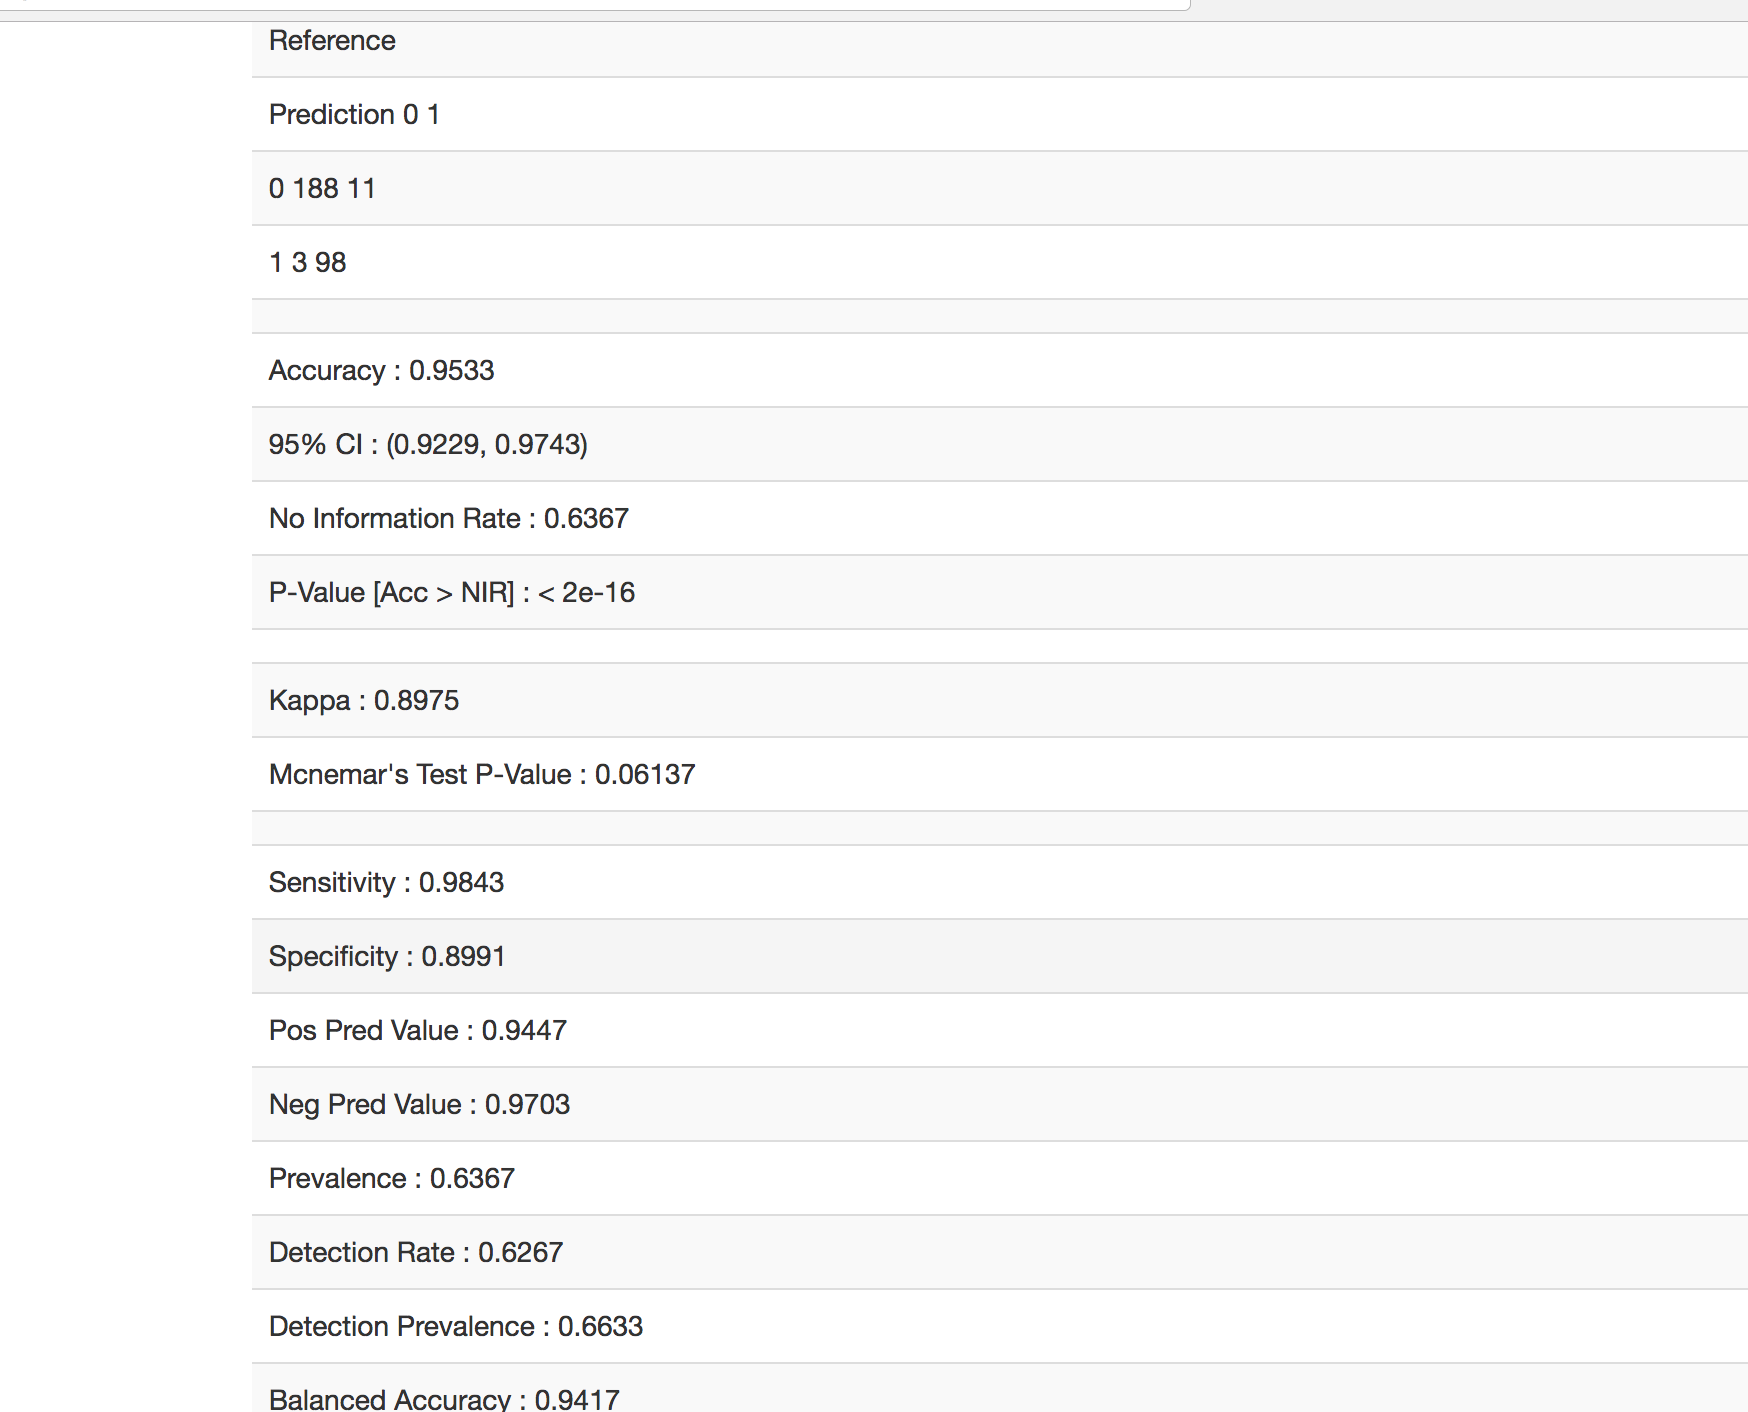 Reference
Prediction 0 1
0 188 11
1 3 98
Accuracy : 0.9533
95% CI : (0.9229, 0.9743)
No Information Rate : 0.6367
P-Value [Acc > NIR] : < 2e-16
Kappa : 0.8975
Mcnemar's Test P-Value : 0.06137
Sensitivity : 0.9843
Specificity : 0.8991
Pos Pred Value : 0.9447
Neg Pred Value : 0.9703
Prevalence : 0.6367
Detection Rate : 0.6267
Detection Prevalence : 0.6633
Balanced Accuracy : 0.9417